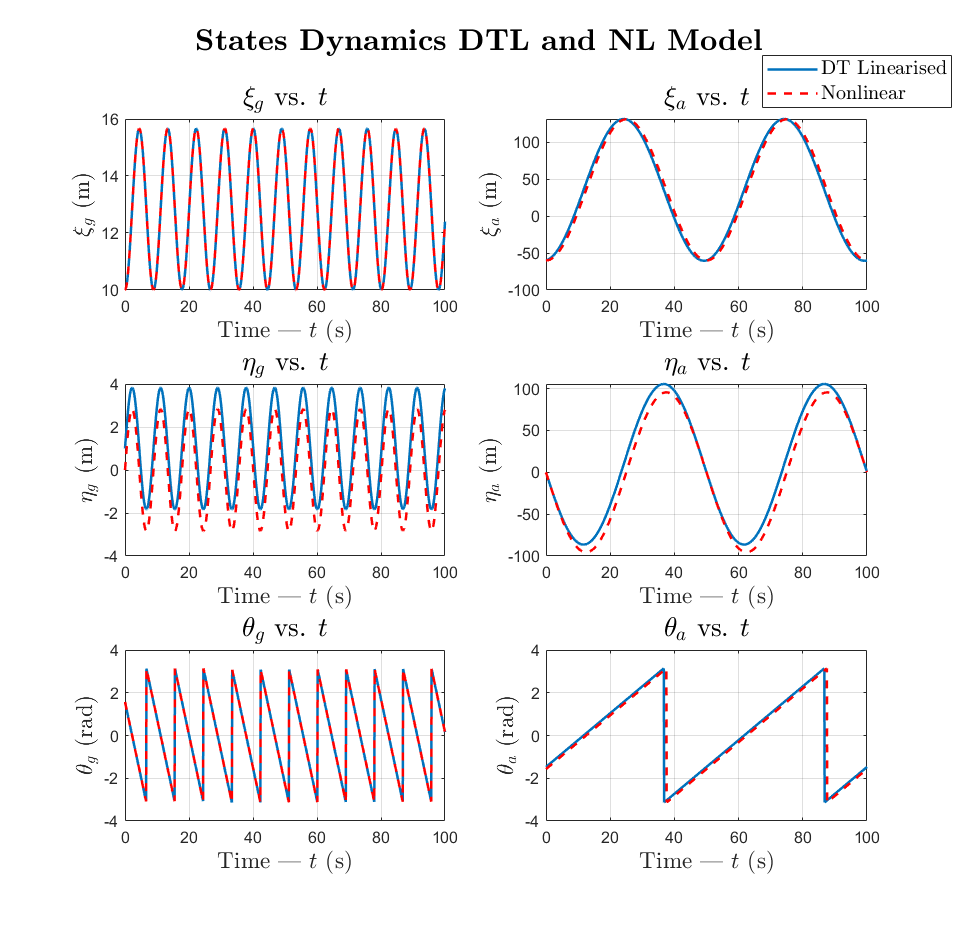 States Dynamics DTL and NL Model
DT Linearised
Nonlinear
ξg vs. t
16
14
12
10
ξg (m)
0 20 40 60 80 100
Time — t (s)
ξa vs. t
100
50
0
-50
-100
ξa (m)
0 20 40 60 80 100
Time — t (s)
ηg vs. t
4
2
0
-2
-4
ηg (m)
0 20 40 60 80 100
Time — t (s)
ηa vs. t
100
50
0
-50
-100
ηa (m)
0 20 40 60 80 100
Time — t (s)
θg vs. t
4
2
0
-2
-4
θg (rad)
0 20 40 60 80 100
Time — t (s)
θa vs. t
4
2
0
-2
-4
θa (rad)
0 20 40 60 80 100
Time — t (s)